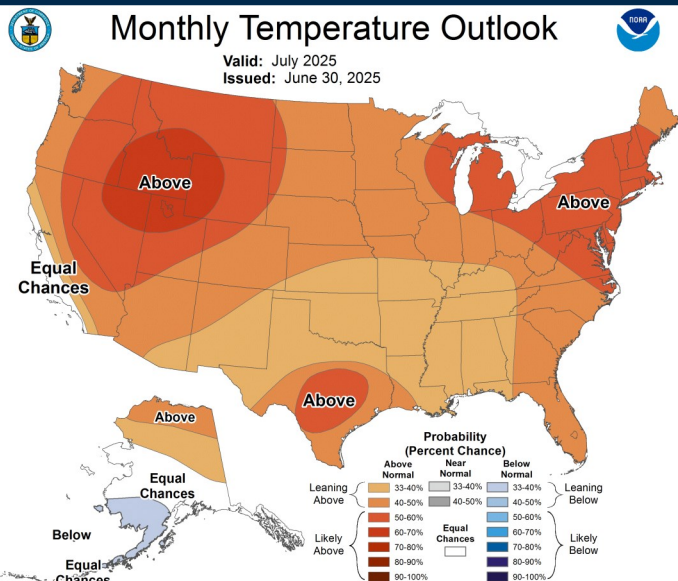 Monthly Temperature Outlook
NOAA
Valid: July 2025
Issued: June 30, 2025
Above
Above
Equal
Chances
Above
Above
Equal
Chances
Below
Equal
Chances
Probability
(Percent Chance)
Above
Normal
Near
Normal
Below
Normal
Leaning
Above
33-40%
33-40%
33-40%
Leaning
Below
40-50%
40-50%
40-50%
Likely
Above
50-60%
50-60%
Likely
Below
60-70%
Equal
Chances
60-70%
70-80%
70-80%
80-90%
80-90%
90-100%
90-100%